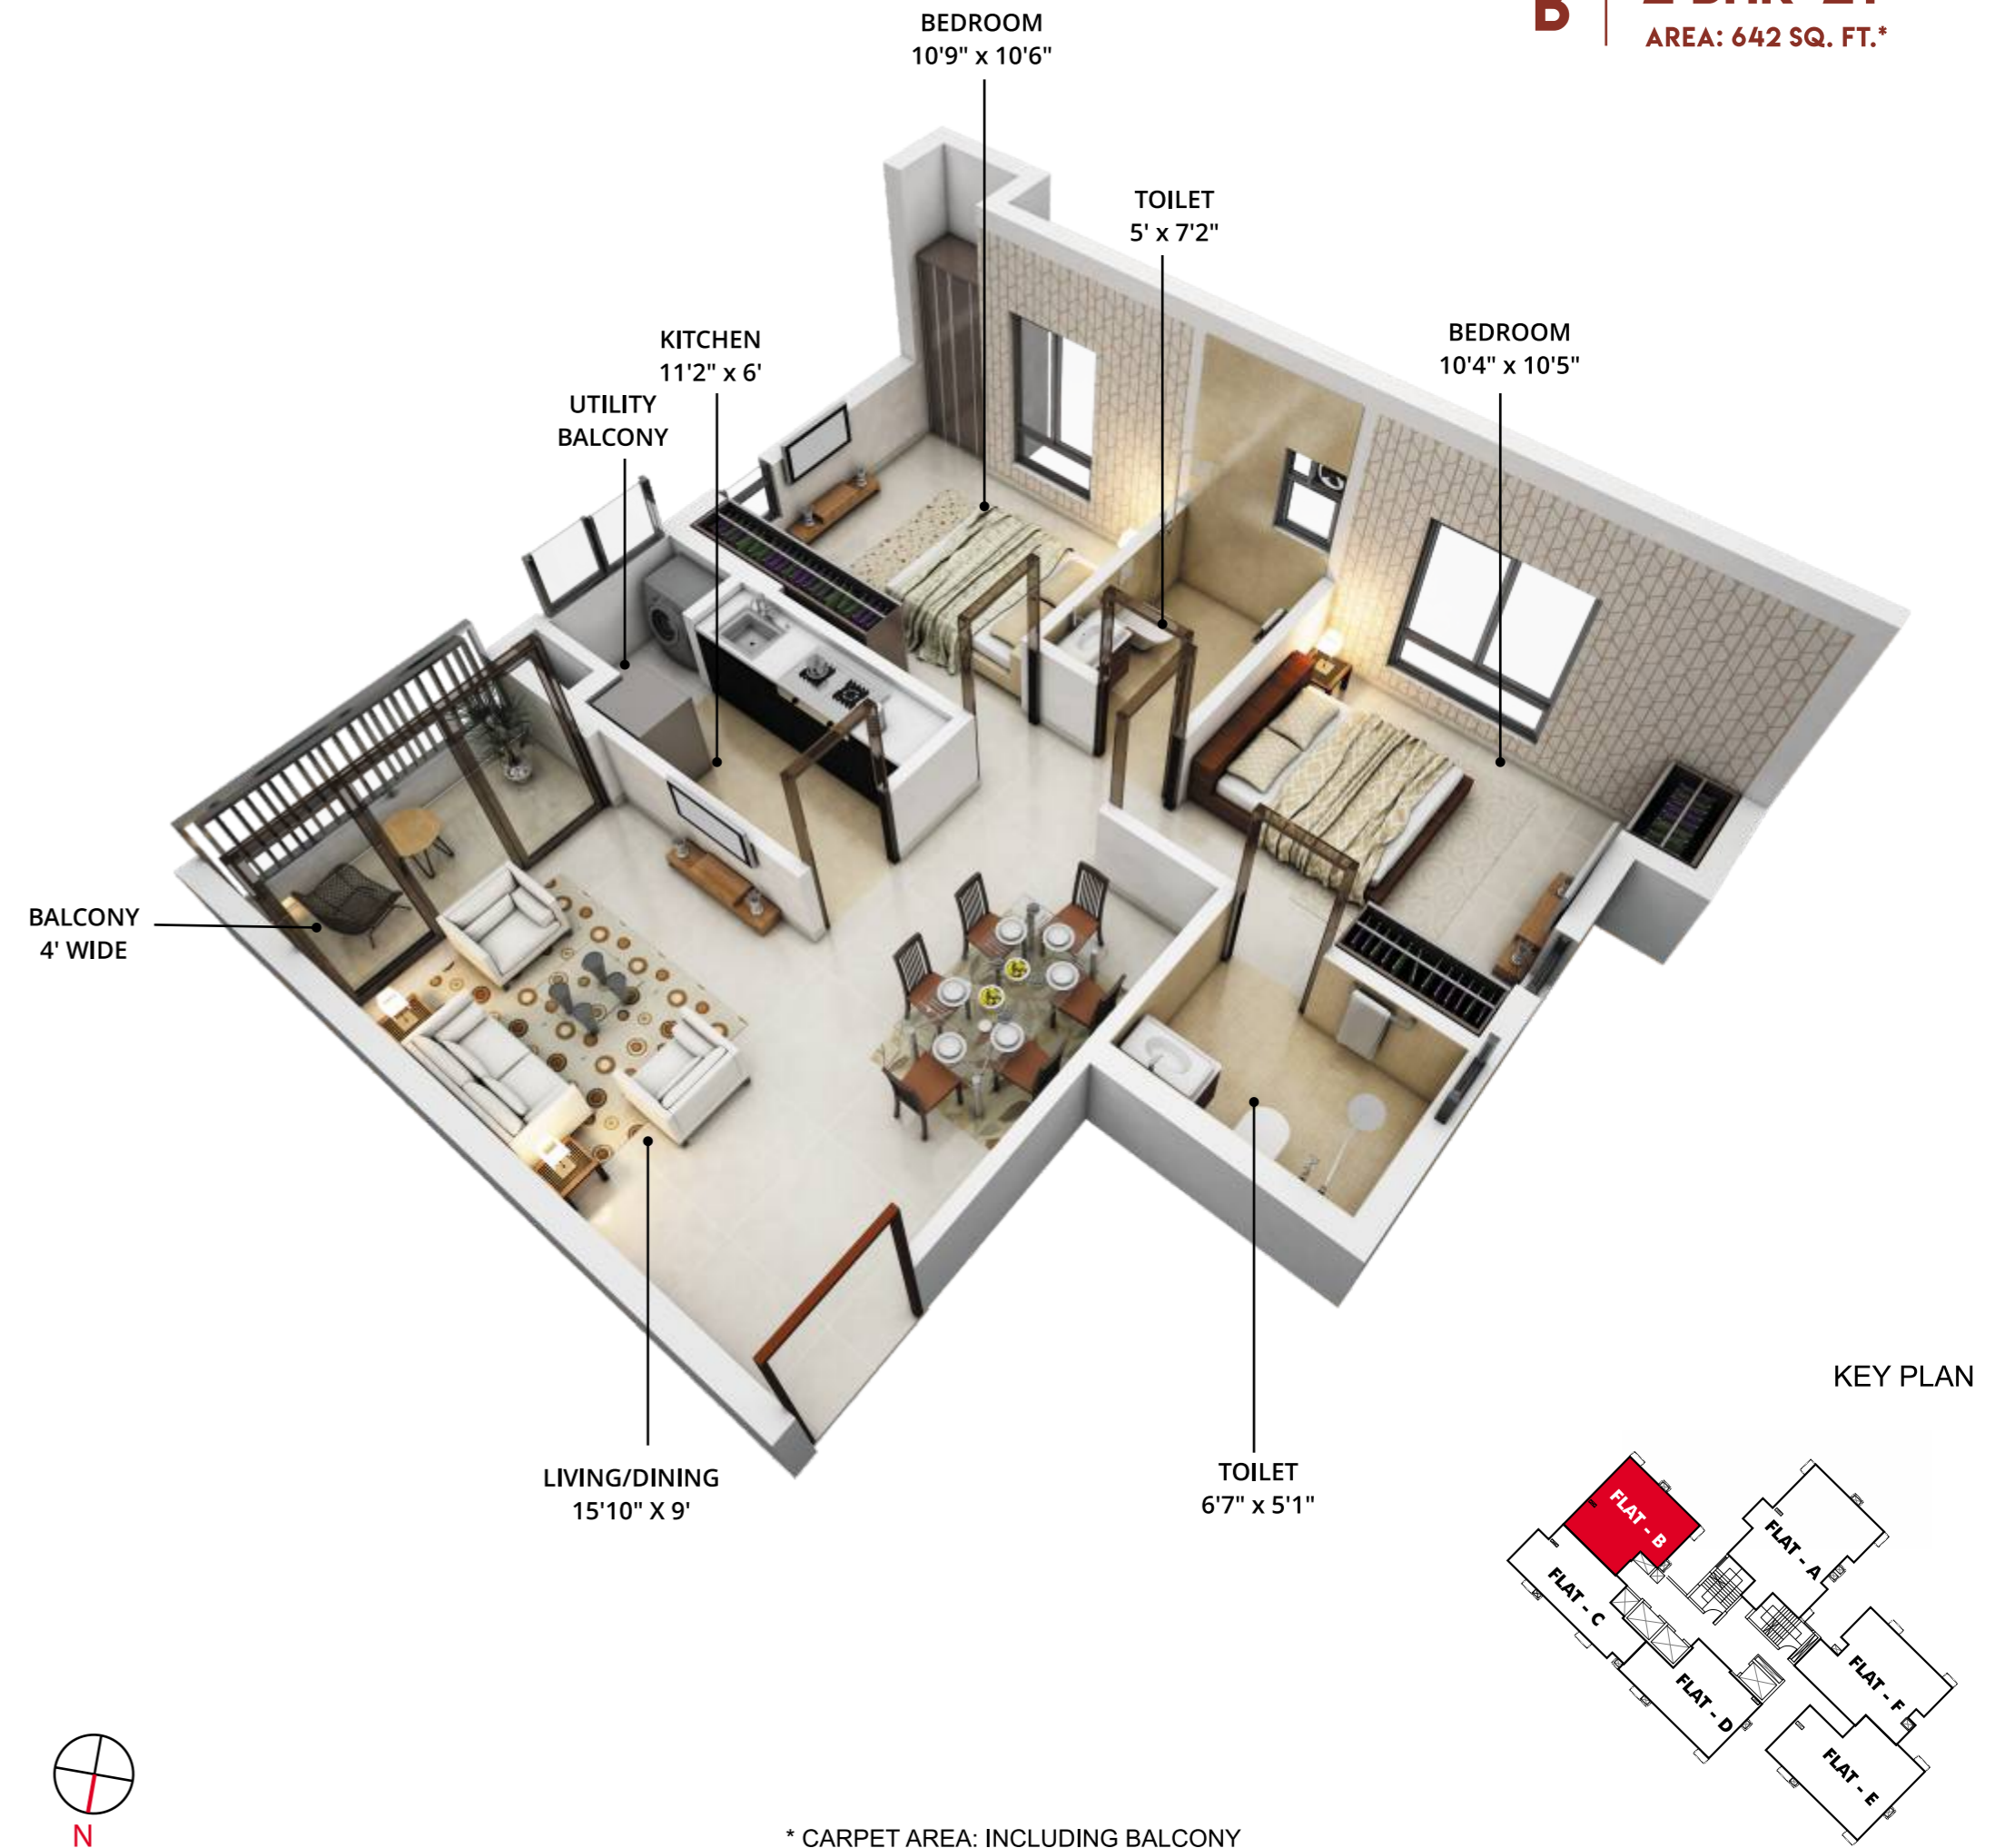 B
AREA: 642 SQ. FT.*
BEDROOM
10'9" x 10'6"
TOILET
5' x 7'2"
KITCHEN
11'2" x 6'
BEDROOM
10'4" x 10'5"
UTILITY
BALCONY
BALCONY
4' WIDE
LIVING/DINING
15'10" X 9'
TOILET
6'7" x 5'1"
KEY PLAN
FLAT - B
FLAT - A
FLAT - C
FLAT - F
FLAT - D
FLAT - E
N
* CARPET AREA: INCLUDING BALCONY